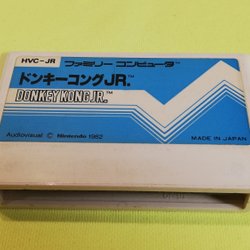 HVC-JR ファミリー コンピュータ™
ドンキーコングJR.™
DONKEY KONG JR.™
Audiovisual © Nintendo 1982
MADE IN JAPAN